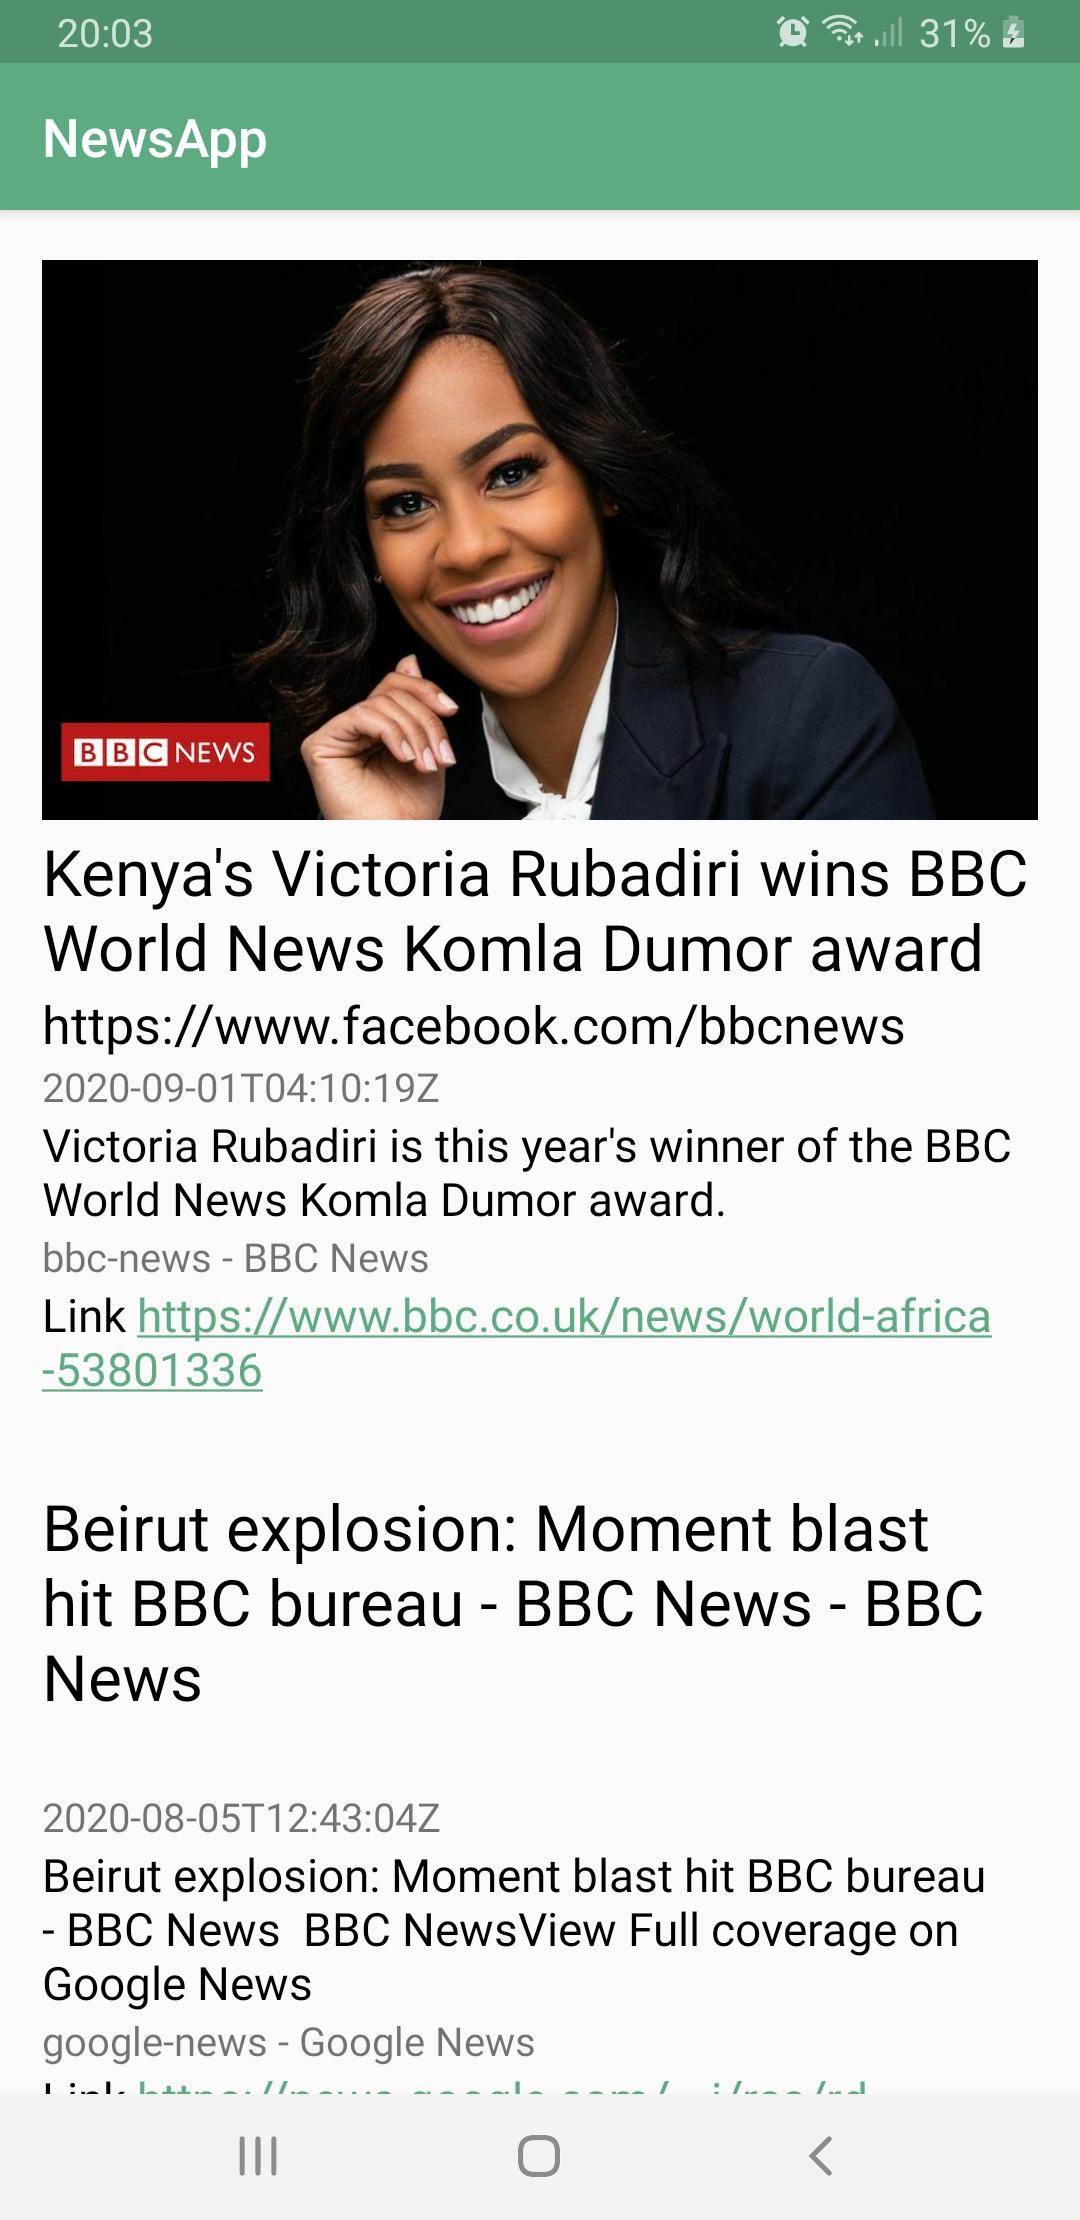 20:03
31%
NewsApp
BBC NEWS
Kenya's Victoria Rubadiri wins BBC
World News Komla Dumor award
https://www.facebook.com/bbcnews
2020-09-01T04:10:19Z
Victoria Rubadiri is this year's winner of the BBC
World News Komla Dumor award.
bbc-news - BBC News
Link https://www.bbc.co.uk/news/world-africa
-53801336
Beirut explosion: Moment blast
hit BBC bureau - BBC News - BBC
News
2020-08-05T12:43:04Z
Beirut explosion: Moment blast hit BBC bureau
- BBC News  BBC NewsView Full coverage on
Google News
google-news - Google News
Link